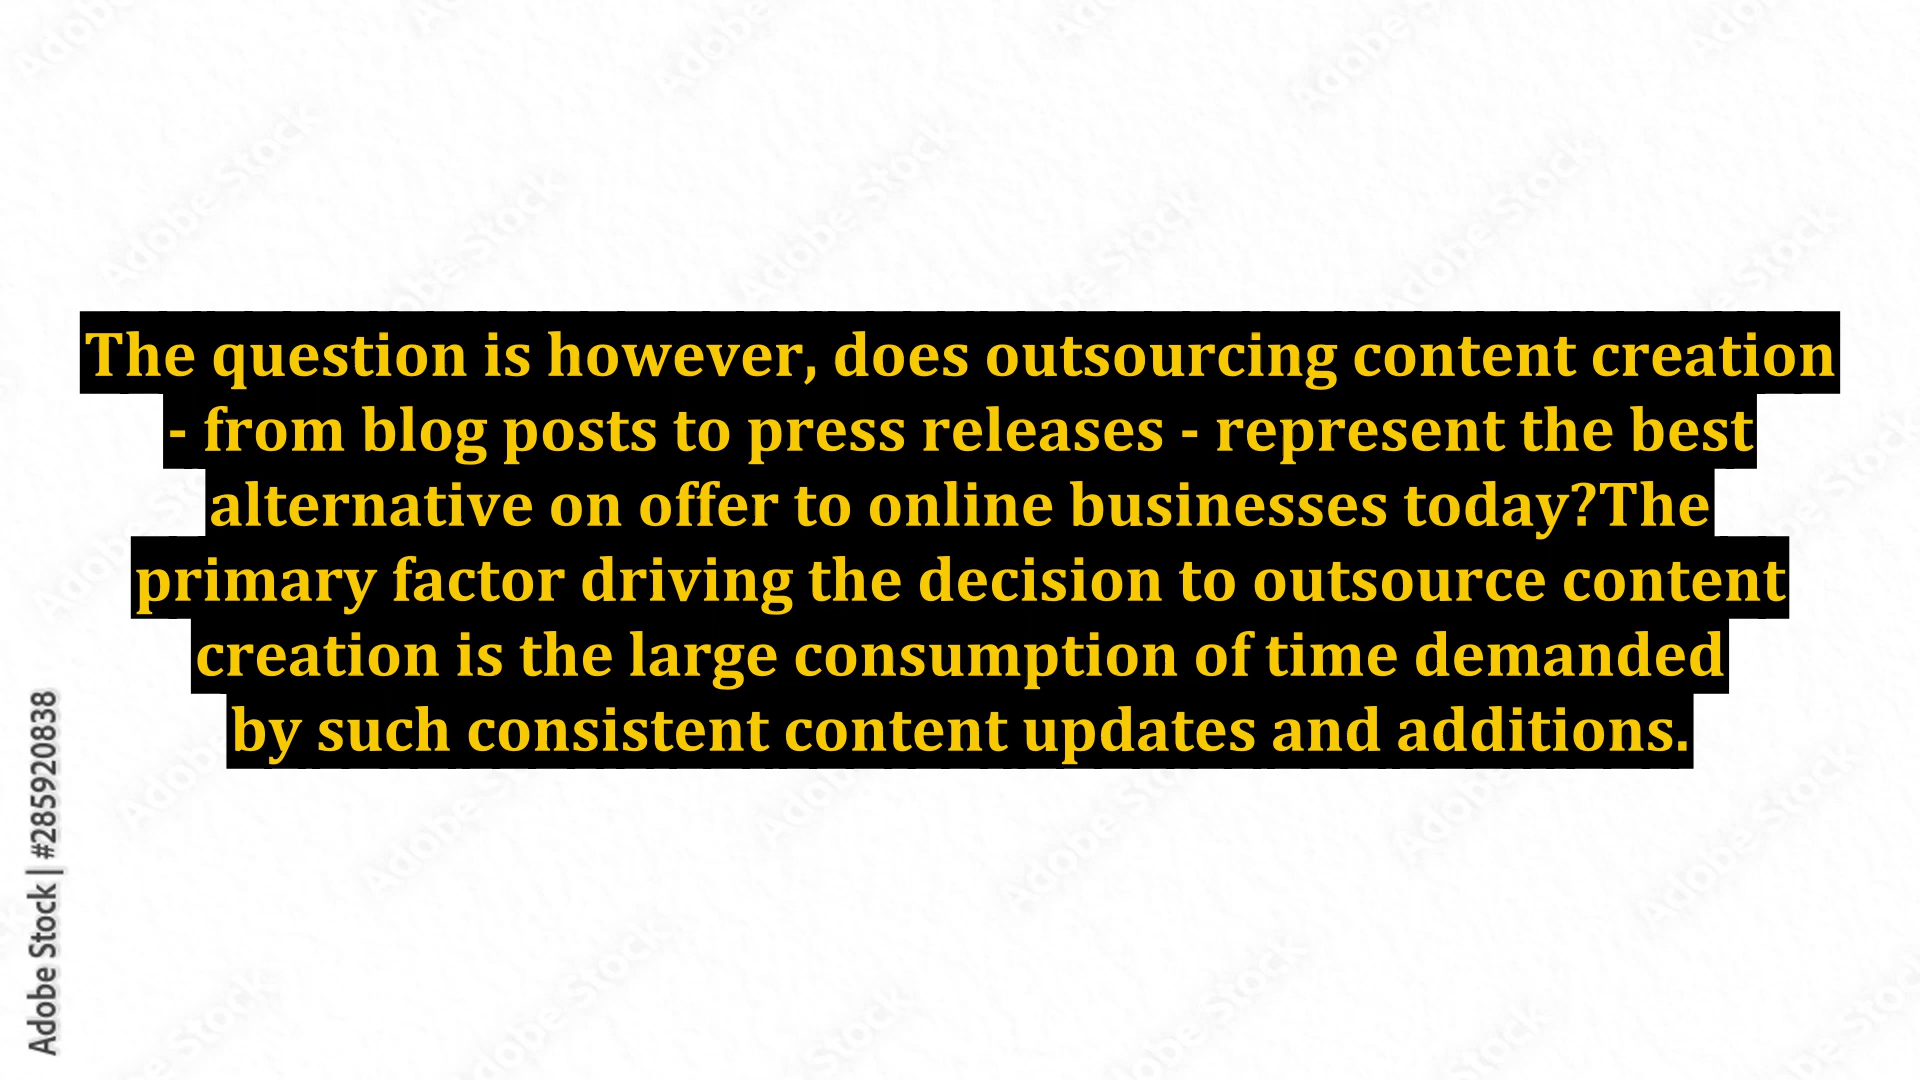 The question is however, does outsourcing content creation
- from blog posts to press releases - represent the best
alternative on offer to online businesses today?The
primary factor driving the decision to outsource content
creation is the large consumption of time demanded
by such consistent content updates and additions.
Adobe Stock | #285920838
Adobe Stock